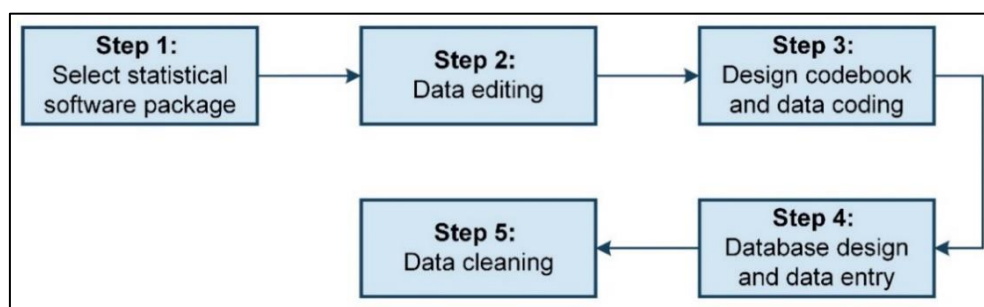 Step 1:
Select statistical
software package
Step 2:
Data editing
Step 3:
Design codebook
and data coding
Step 4:
Database design
and data entry
Step 5:
Data cleaning